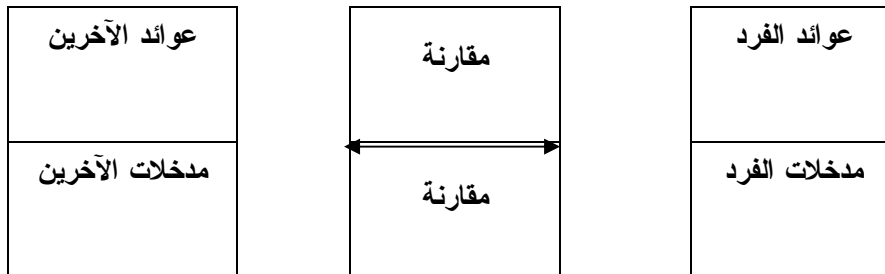 عوائد الفرد
مقارنة
عوائد الآخرين
مدخلات الفرد
مقارنة
مدخلات الآخرين